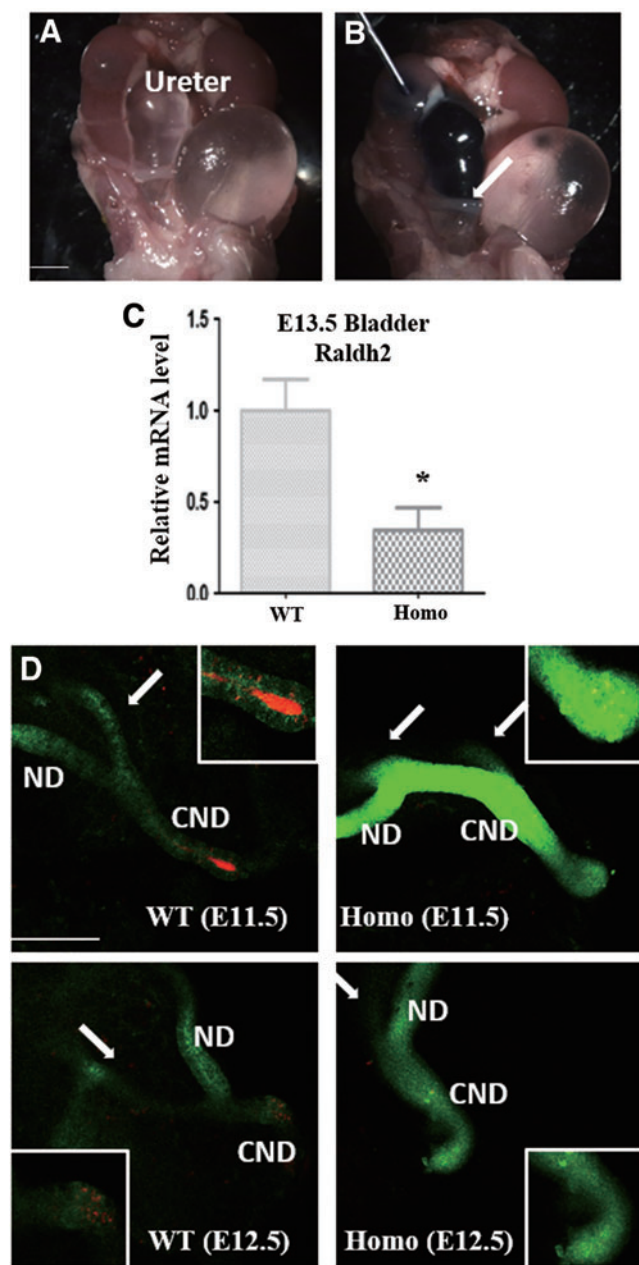 A
Ureter
B
C
E13.5 Bladder
Raldh2
Relative mRNA level
1.5
1.0
0.5
0.0
*
WT
Homo
D
ND
CND
WT (E11.5)
ND
CND
Homo (E11.5)
ND
CND
WT (E12.5)
ND
CND
Homo (E12.5)